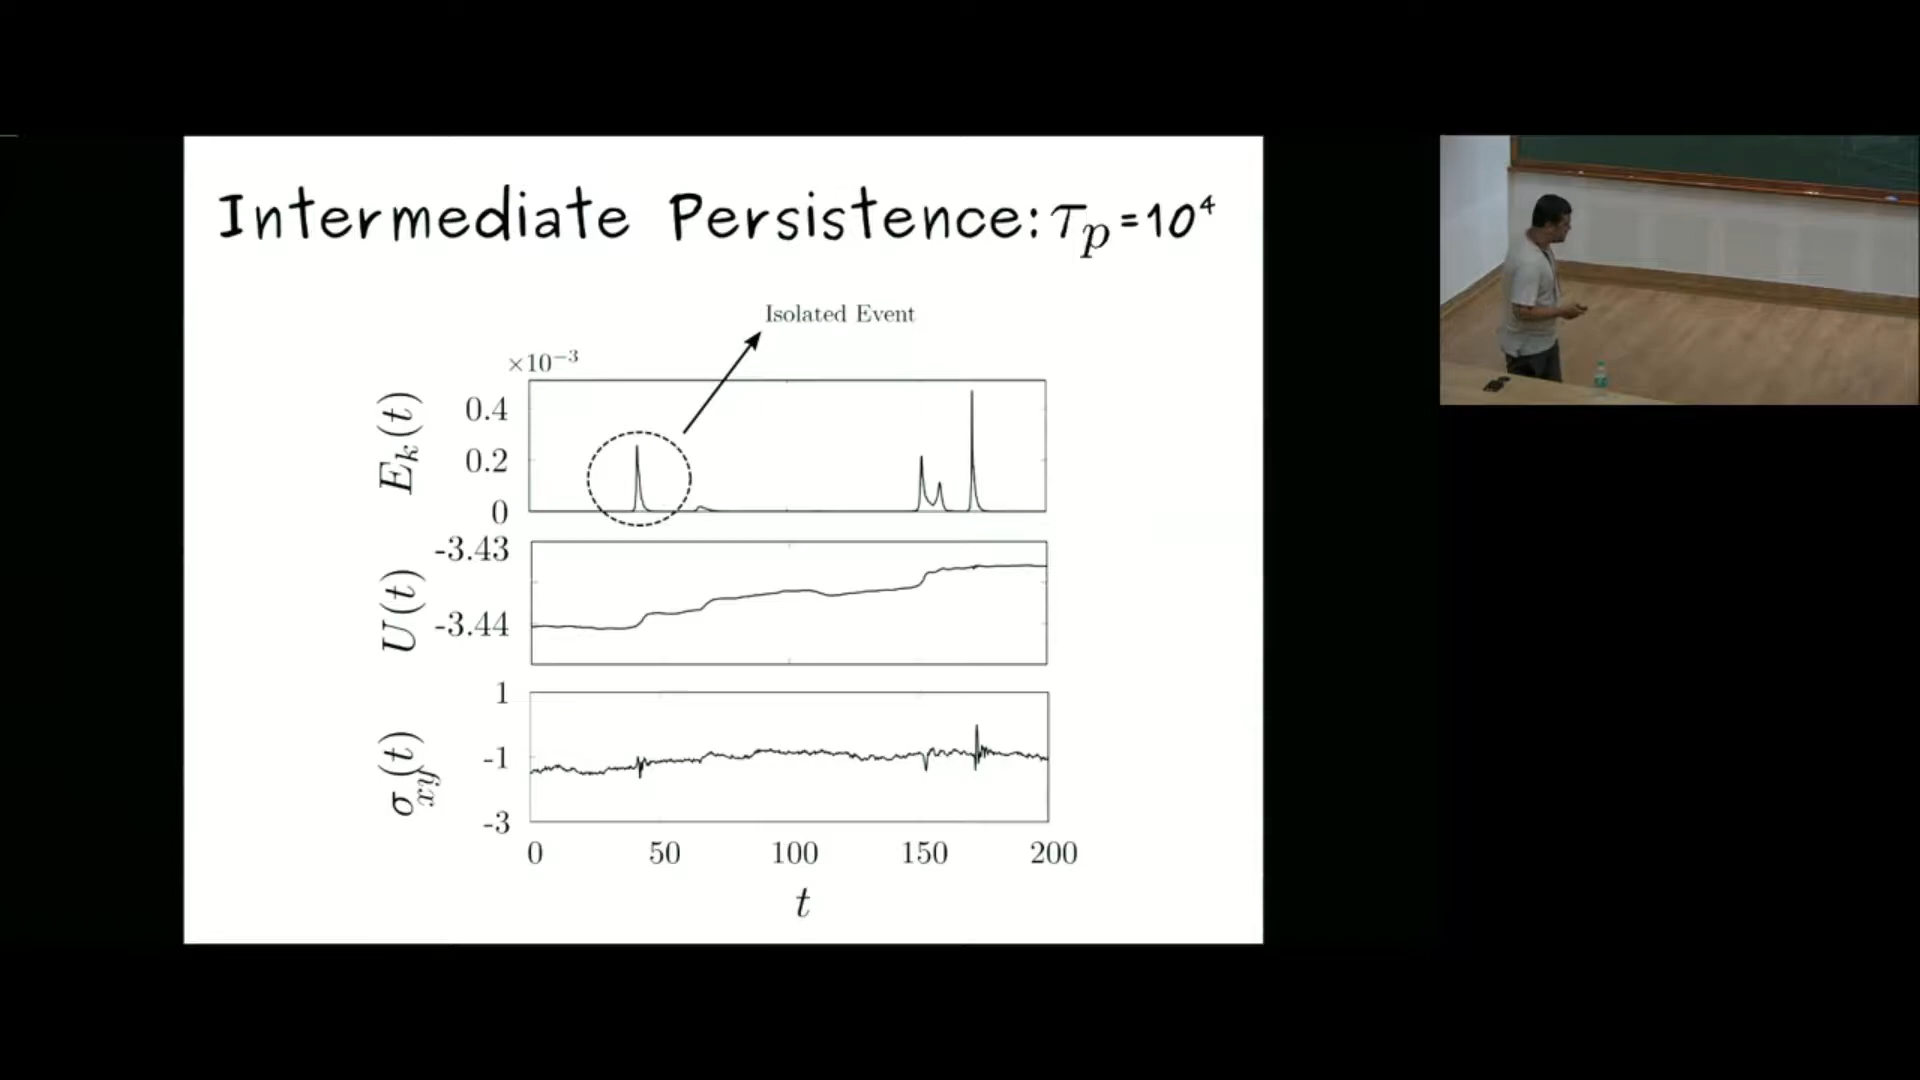 Intermediate Persistence: τₚ=10⁴
Isolated Event
×10⁻³
Eₖ(t)
0.4
0.2
0
U(t)
-3.43
-3.44
σ_xy(t)
1
-1
-3
0 50 100 150 200
t